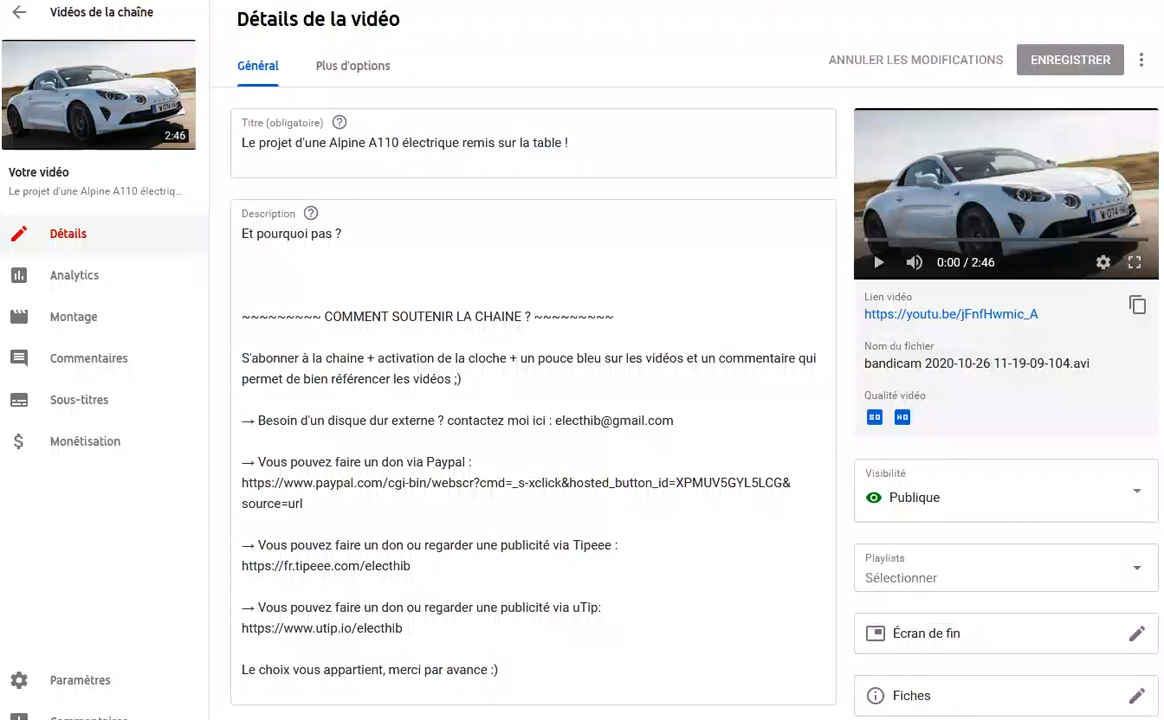 Vidéos de la chaîne
2:46
Votre vidéo
Le projet d'une Alpine A110 électriq...
Détails
Analytics
Montage
Commentaires
Sous-titres
Monétisation
Paramètres
Commentaires
Détails de la vidéo
Général
Plus d'options
ANNULER LES MODIFICATIONS
ENREGISTRER
Titre (obligatoire)
Le projet d'une Alpine A110 électrique remis sur la table !
Description
Et pourquoi pas ?
~~~~~~~~~ COMMENT SOUTENIR LA CHAINE ? ~~~~~~~~~
S'abonner à la chaine + activation de la cloche + un pouce bleu sur les vidéos et un commentaire qui
permet de bien référencer les vidéos ;)
→ Besoin d'un disque dur externe ? contactez moi ici : electhib@gmail.com
→ Vous pouvez faire un don via Paypal :
https://www.paypal.com/cgi-bin/webscr?cmd=_s-xclick&hosted_button_id=XPMUV5GYL5LCG&
source=url
→ Vous pouvez faire un don ou regarder une publicité via Tipeee :
https://fr.tipeee.com/electhib
→ Vous pouvez faire un don ou regarder une publicité via uTip:
https://www.utip.io/electhib
Le choix vous appartient, merci par avance :)
0:00 / 2:46
Lien vidéo
https://youtu.be/jFnfHwmic_A
Nom du fichier
bandicam 2020-10-26 11-19-09-104.avi
Qualité vidéo
SD HD
Visibilité
Publique
Playlists
Sélectionner
Écran de fin
Fiches